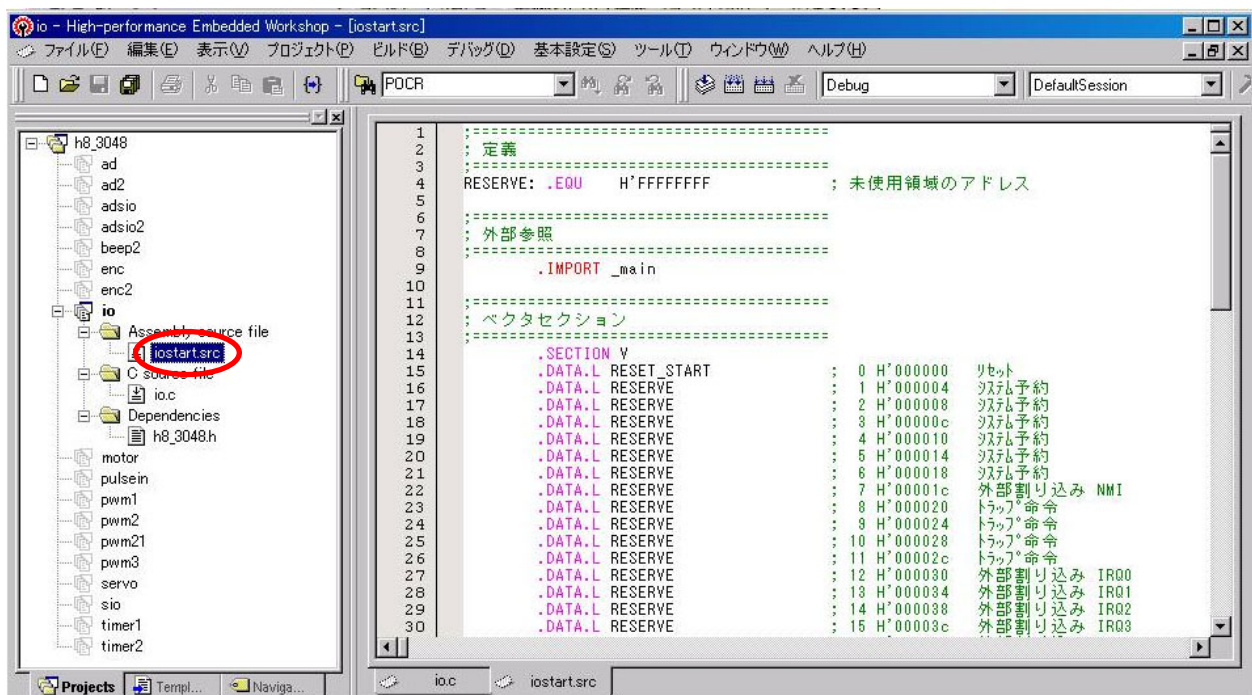 io - High-performance Embedded Workshop - [iostart.src]
ファイル(F) 編集(E) 表示(V) プロジェクト(P) ビルド(B) デバッグ(D) 基本設定(S) ツール(T) ウィンドウ(W) ヘルプ(H)
POCR Debug DefaultSession
h8_3048
ad
ad2
adsio
adsio2
beep2
enc
enc2
io
Assembly source file
iostart.src
C source file
io.c
Dependencies
h8_3048.h
motor
pulsein
pwm1
pwm2
pwm21
pwm3
servo
sio
timer1
timer2
Projects Templ... Naviga...
1 ;=======================================
2 ; 定義
3 ;=======================================
4 RESERVE: .EQU H'FFFFFFFF ; 未使用領域のアドレス
5
6 ;=======================================
7 ; 外部参照
8 ;=======================================
9 .IMPORT _main
10
11 ;=======================================
12 ; ベクタセクション
13 ;=======================================
14 .SECTION V
15 .DATA.L RESET_START ; 0 H'000000 ﾘｾｯﾄ
16 .DATA.L RESERVE ; 1 H'000004 ｼｽﾃﾑ予約
17 .DATA.L RESERVE ; 2 H'000008 ｼｽﾃﾑ予約
18 .DATA.L RESERVE ; 3 H'00000c ｼｽﾃﾑ予約
19 .DATA.L RESERVE ; 4 H'000010 ｼｽﾃﾑ予約
20 .DATA.L RESERVE ; 5 H'000014 ｼｽﾃﾑ予約
21 .DATA.L RESERVE ; 6 H'000018 ｼｽﾃﾑ予約
22 .DATA.L RESERVE ; 7 H'00001c 外部割り込み NMI
23 .DATA.L RESERVE ; 8 H'000020 ﾄﾗｯﾌﾟ命令
24 .DATA.L RESERVE ; 9 H'000024 ﾄﾗｯﾌﾟ命令
25 .DATA.L RESERVE ; 10 H'000028 ﾄﾗｯﾌﾟ命令
26 .DATA.L RESERVE ; 11 H'00002c ﾄﾗｯﾌﾟ命令
27 .DATA.L RESERVE ; 12 H'000030 外部割り込み IRQ0
28 .DATA.L RESERVE ; 13 H'000034 外部割り込み IRQ1
29 .DATA.L RESERVE ; 14 H'000038 外部割り込み IRQ2
30 .DATA.L RESERVE ; 15 H'00003c 外部割り込み IRQ3
io.c iostart.src